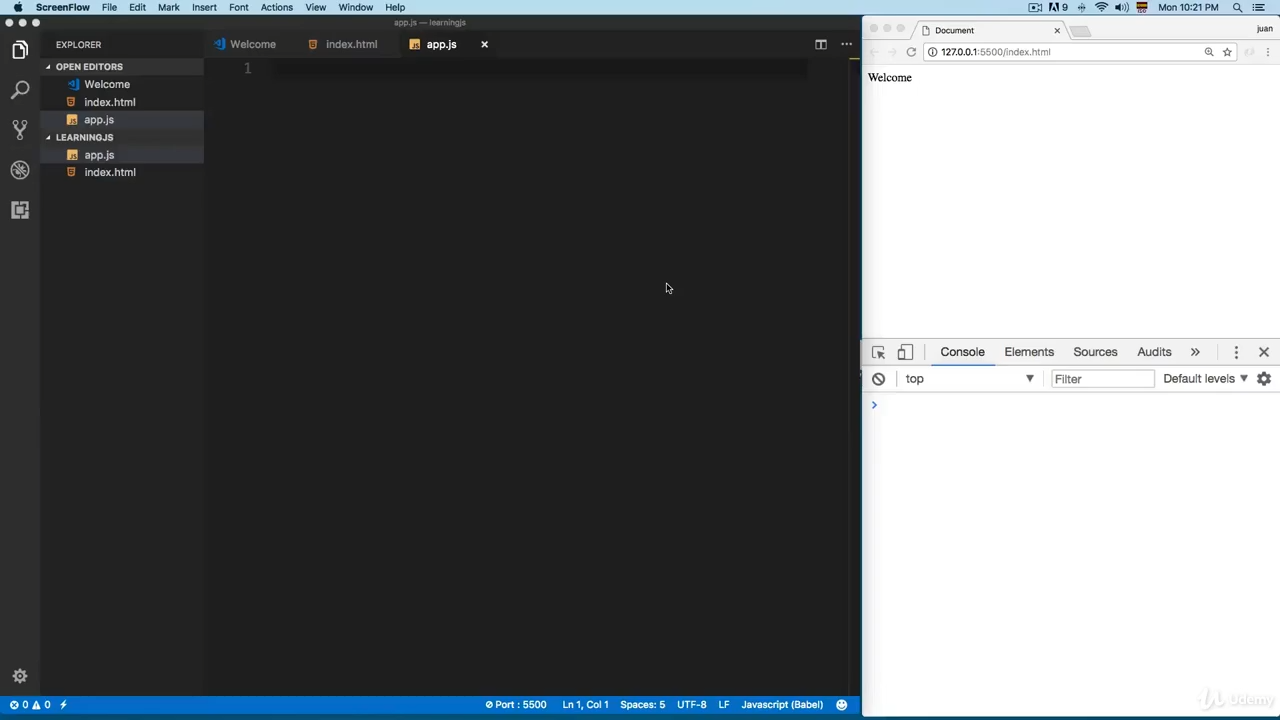 ScreenFlow File Edit Mark Insert Font Actions View Window Help 9 Mon 10:21 PM
app.js — learningjs
EXPLORER
OPEN EDITORS
Welcome
index.html
app.js
LEARNINGJS
app.js
index.html
Welcome index.html app.js
1
0 0 Port : 5500 Ln 1, Col 1 Spaces: 5 UTF-8 LF Javascript (Babel)
Document juan
127.0.0.1:5500/index.html
Welcome
Console Elements Sources Audits
top Filter Default levels
Udemy